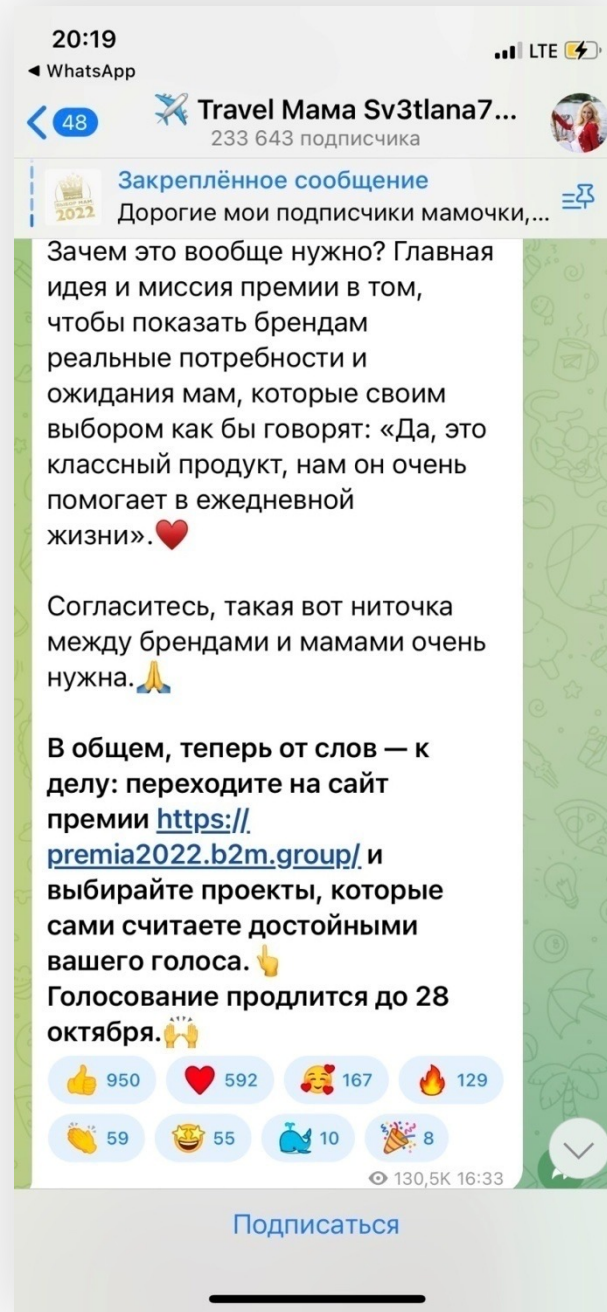 20:19
LTE
◀ WhatsApp
48
✈️ Travel Мама Sv3tlana7...
233 643 подписчика
2022
Закреплённое сообщение
Дорогие мои подписчики мамочки,...
Зачем это вообще нужно? Главная
идея и миссия премии в том,
чтобы показать брендам
реальные потребности и
ожидания мам, которые своим
выбором как бы говорят: «Да, это
классный продукт, нам он очень
помогает в ежедневной
жизни».❤️
Согласитесь, такая вот ниточка
между брендами и мамами очень
нужна.🙏
В общем, теперь от слов — к
делу: переходите на сайт
премии https://
premia2022.b2m.group/ и
выбирайте проекты, которые
сами считаете достойными
вашего голоса.👆
Голосование продлится до 28
октября.🙌
👍 950 ❤️ 592 🥰 167 🔥 129
👏 59 🤩 55 🐳 10 🎉 8
130,5K 16:33
Подписаться